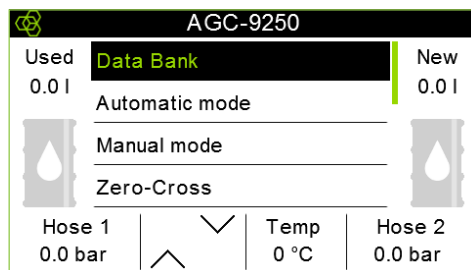 AGC-9250
Used
0.0 l
Data Bank
Automatic mode
Manual mode
Zero-Cross
New
0.0 l
Hose 1
0.0 bar
Temp
0 °C
Hose 2
0.0 bar